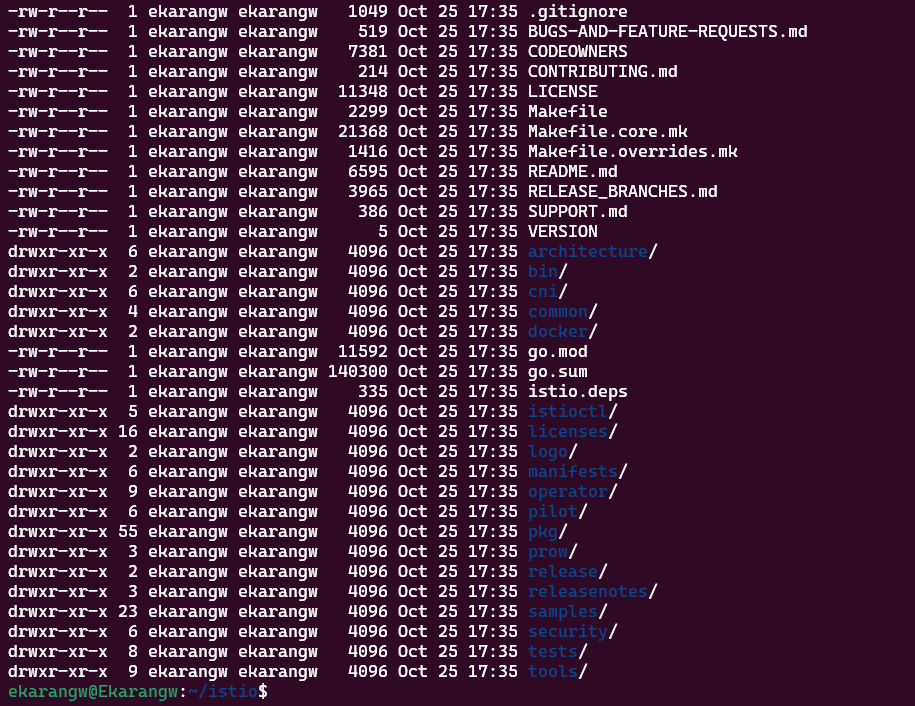 -rw-r--r--  1 ekarangw ekarangw   1049 Oct 25 17:35 .gitignore
-rw-r--r--  1 ekarangw ekarangw    519 Oct 25 17:35 BUGS-AND-FEATURE-REQUESTS.md
-rw-r--r--  1 ekarangw ekarangw   7381 Oct 25 17:35 CODEOWNERS
-rw-r--r--  1 ekarangw ekarangw    214 Oct 25 17:35 CONTRIBUTING.md
-rw-r--r--  1 ekarangw ekarangw  11348 Oct 25 17:35 LICENSE
-rw-r--r--  1 ekarangw ekarangw   2299 Oct 25 17:35 Makefile
-rw-r--r--  1 ekarangw ekarangw  21368 Oct 25 17:35 Makefile.core.mk
-rw-r--r--  1 ekarangw ekarangw   1416 Oct 25 17:35 Makefile.overrides.mk
-rw-r--r--  1 ekarangw ekarangw   6595 Oct 25 17:35 README.md
-rw-r--r--  1 ekarangw ekarangw   3965 Oct 25 17:35 RELEASE_BRANCHES.md
-rw-r--r--  1 ekarangw ekarangw    386 Oct 25 17:35 SUPPORT.md
-rw-r--r--  1 ekarangw ekarangw      5 Oct 25 17:35 VERSION
drwxr-xr-x  6 ekarangw ekarangw   4096 Oct 25 17:35 architecture/
drwxr-xr-x  2 ekarangw ekarangw   4096 Oct 25 17:35 bin/
drwxr-xr-x  6 ekarangw ekarangw   4096 Oct 25 17:35 cni/
drwxr-xr-x  4 ekarangw ekarangw   4096 Oct 25 17:35 common/
drwxr-xr-x  2 ekarangw ekarangw   4096 Oct 25 17:35 docker/
-rw-r--r--  1 ekarangw ekarangw  11592 Oct 25 17:35 go.mod
-rw-r--r--  1 ekarangw ekarangw 140300 Oct 25 17:35 go.sum
-rw-r--r--  1 ekarangw ekarangw    335 Oct 25 17:35 istio.deps
drwxr-xr-x  5 ekarangw ekarangw   4096 Oct 25 17:35 istioctl/
drwxr-xr-x 16 ekarangw ekarangw   4096 Oct 25 17:35 licenses/
drwxr-xr-x  2 ekarangw ekarangw   4096 Oct 25 17:35 logo/
drwxr-xr-x  6 ekarangw ekarangw   4096 Oct 25 17:35 manifests/
drwxr-xr-x  9 ekarangw ekarangw   4096 Oct 25 17:35 operator/
drwxr-xr-x  6 ekarangw ekarangw   4096 Oct 25 17:35 pilot/
drwxr-xr-x 55 ekarangw ekarangw   4096 Oct 25 17:35 pkg/
drwxr-xr-x  3 ekarangw ekarangw   4096 Oct 25 17:35 prow/
drwxr-xr-x  2 ekarangw ekarangw   4096 Oct 25 17:35 release/
drwxr-xr-x  3 ekarangw ekarangw   4096 Oct 25 17:35 releasenotes/
drwxr-xr-x 23 ekarangw ekarangw   4096 Oct 25 17:35 samples/
drwxr-xr-x  6 ekarangw ekarangw   4096 Oct 25 17:35 security/
drwxr-xr-x  8 ekarangw ekarangw   4096 Oct 25 17:35 tests/
drwxr-xr-x  9 ekarangw ekarangw   4096 Oct 25 17:35 tools/
ekarangw@Ekarangw:~/istio$